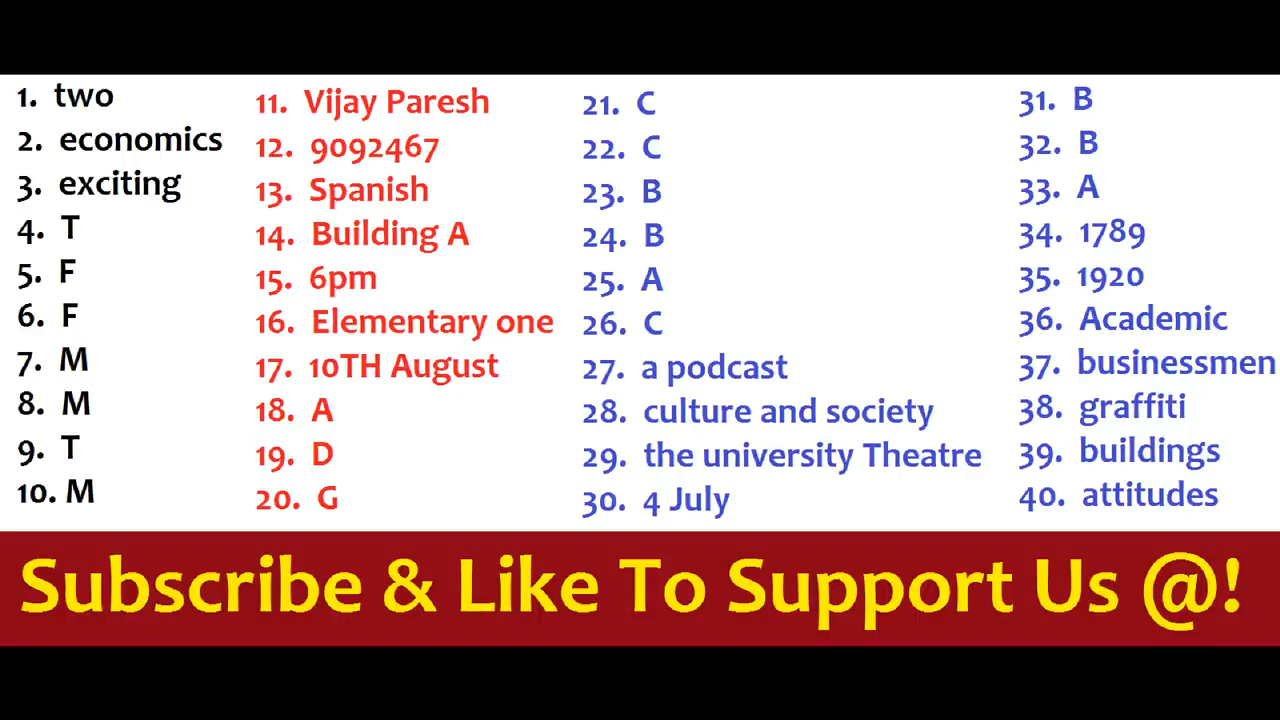 1. two
2. economics
3. exciting
4. T
5. F
6. F
7. M
8. M
9. T
10. M
11. Vijay Paresh
12. 9092467
13. Spanish
14. Building A
15. 6pm
16. Elementary one
17. 10TH August
18. A
19. D
20. G
21. C
22. C
23. B
24. B
25. A
26. C
27. a podcast
28. culture and society
29. the university Theatre
30. 4 July
31. B
32. B
33. A
34. 1789
35. 1920
36. Academic
37. businessmen
38. graffiti
39. buildings
40. attitudes
Subscribe & Like To Support Us @!